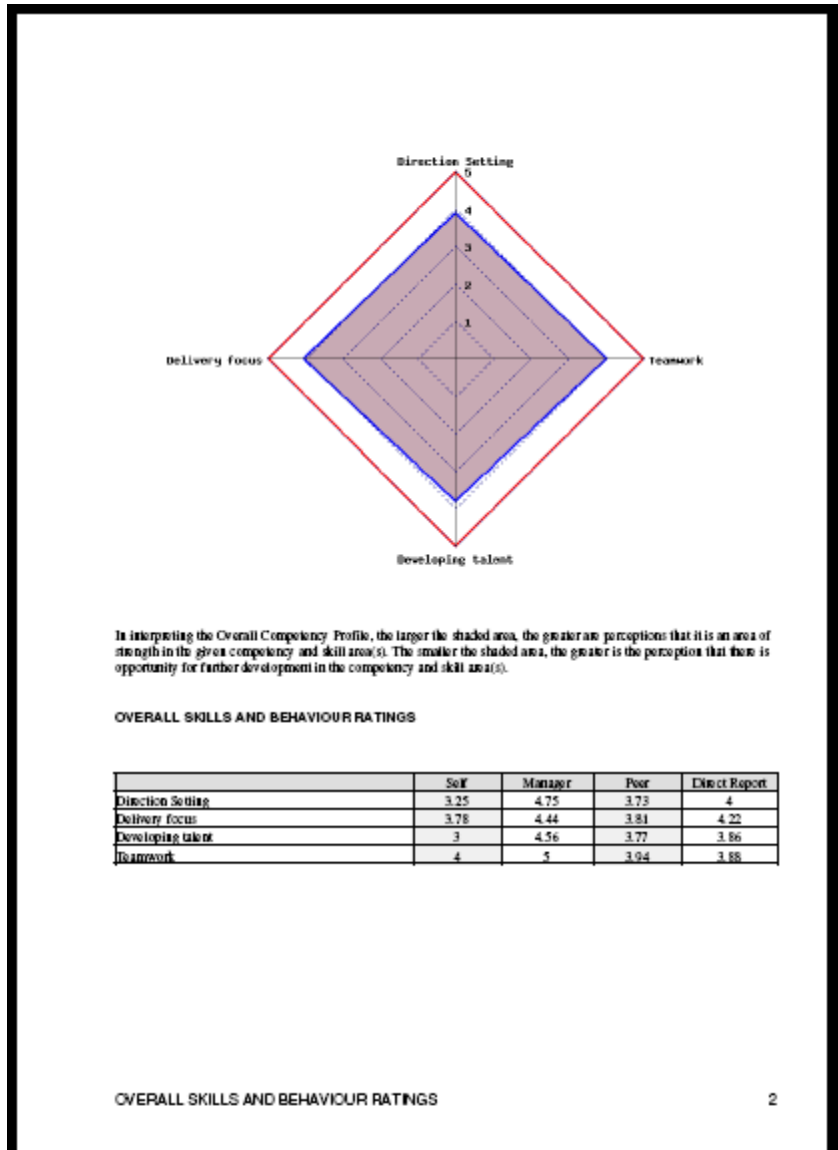 Direction Setting
5
4
3
2
1
Delivery focus
Teamwork
Developing talent
In interpreting the Overall Competency Profile, the larger the shaded area, the greater are perceptions that it is an area of
strength in the given competency and skill area(s). The smaller the shaded area, the greater is the perception that there is
opportunity for further development in the competency and skill area(s).
OVERALL SKILLS AND BEHAVIOUR RATINGS
Self Manager Peer Direct Report
Direction Setting 3.25 4.75 3.73 4
Delivery focus 3.78 4.44 3.81 4.22
Developing talent 3 4.56 3.77 3.86
Teamwork 4 5 3.94 3.88
OVERALL SKILLS AND BEHAVIOUR RATINGS 2